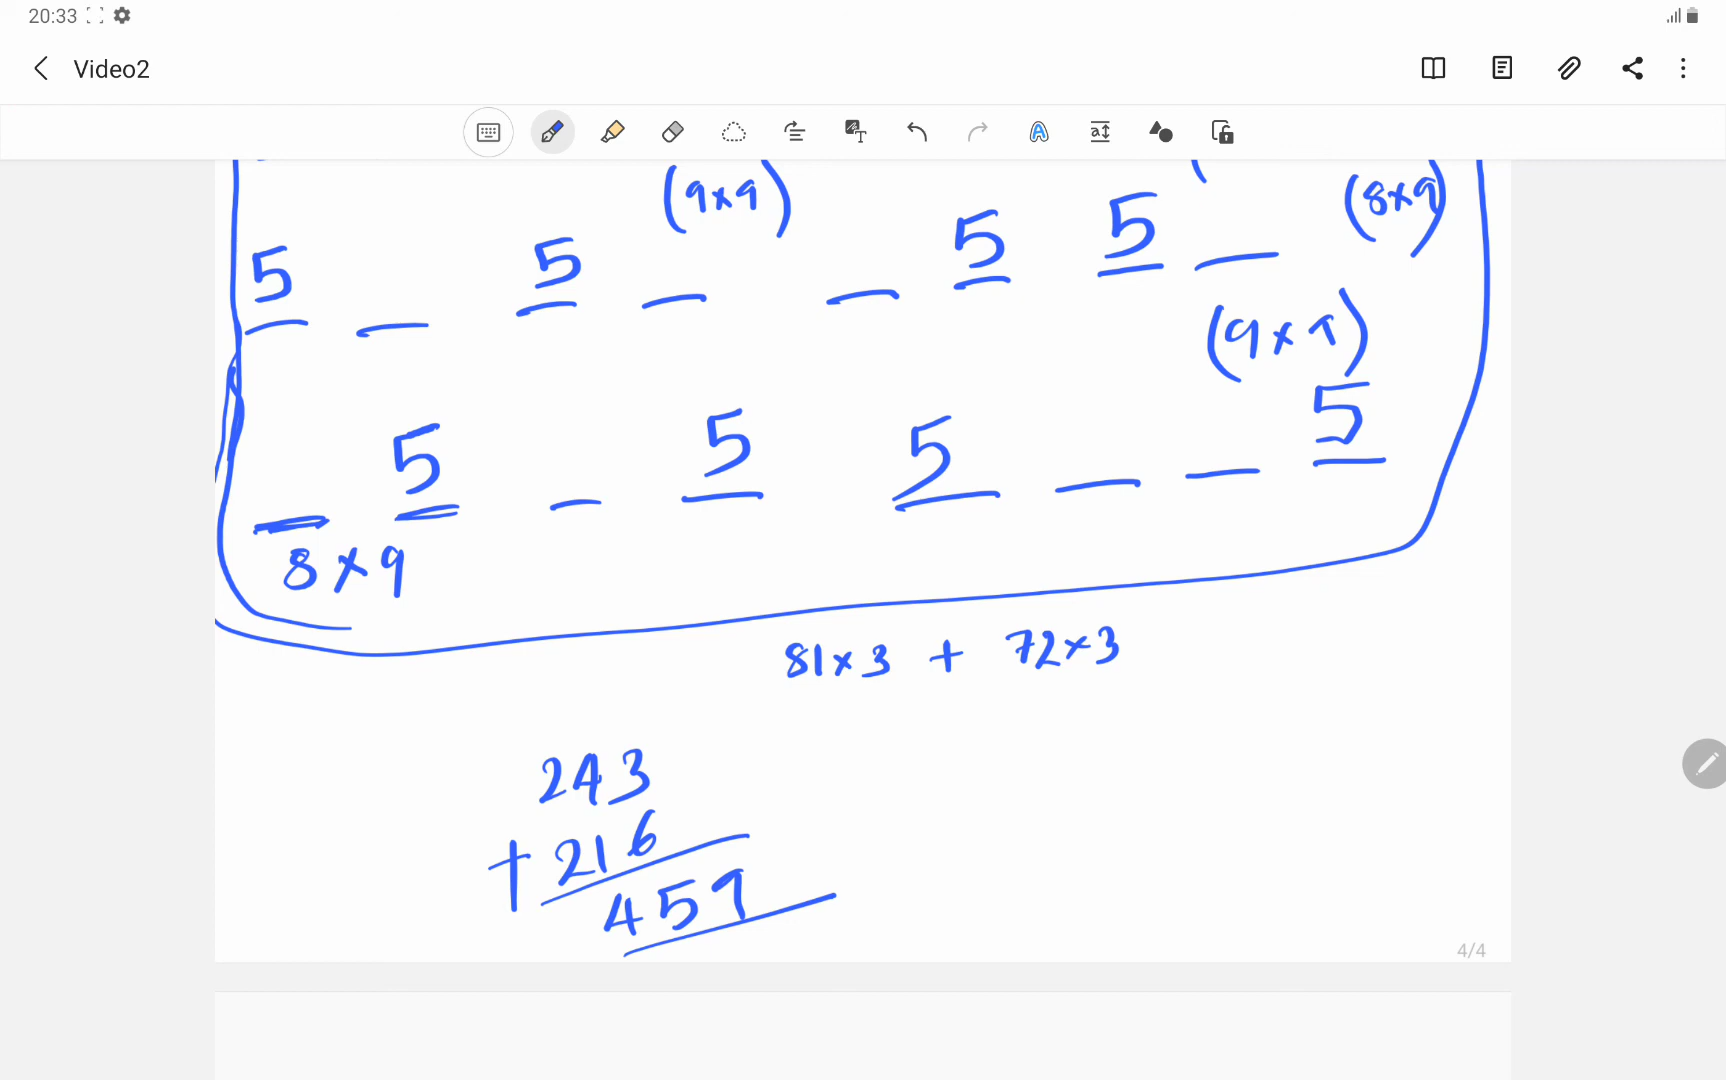 20:33
Video2
(9x9) (8x9)
5 _ 5 _ _ 5 5 _
(9x9)
_ 5 _ 5 5 _ _ 5
8x9
81x3 + 72x3
243
+ 216
459
4/4